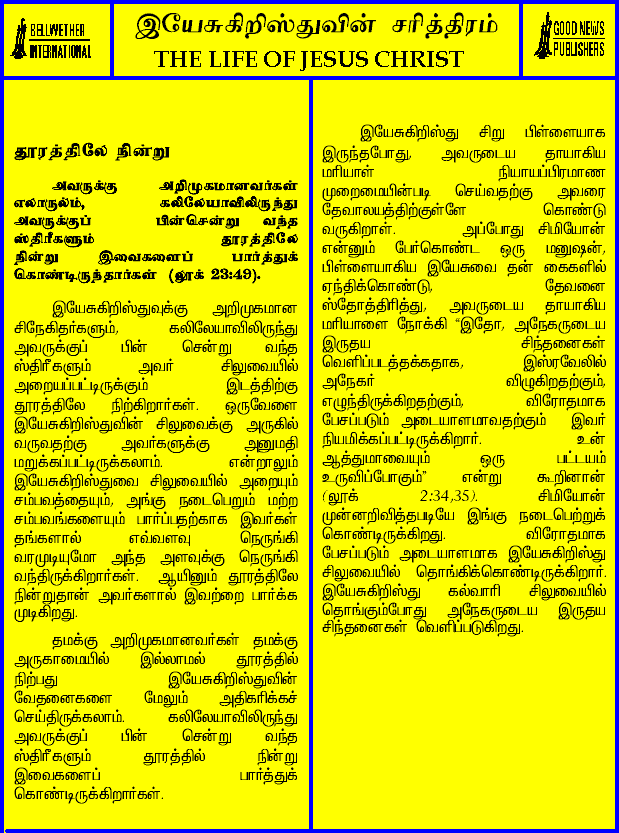 BELLWETHER
INTERNATIONAL
இயேசுகிறிஸ்துவின் சரித்திரம்
THE LIFE OF JESUS CHRIST
GOOD NEWS
PUBLISHERS
தூரத்திலே நின்று
அவருக்கு அறிமுகமானவர்கள்
எலாருல்ம், கலிலேயாவிலிருந்து
அவருக்குப் பின்சென்று வந்த
ஸ்திரீகளும் தூரத்திலே
நின்று இவைகளைப் பார்த்துக்
கொண்டிருந்தார்கள் (லூக் 23:49).
இயேசுகிறிஸ்துவுக்கு அறிமுகமான
சிநேகிதர்களும், கலிலேயாவிலிருந்து
அவருக்குப் பின் சென்று வந்த
ஸ்திரீகளும் அவர் சிலுவையில்
அறையப்பட்டிருக்கும் இடத்திற்கு
தூரத்திலே நிற்கிறார்கள். ஒருவேளை
இயேசுகிறிஸ்துவின் சிலுவைக்கு அருகில்
வருவதற்கு அவர்களுக்கு அனுமதி
மறுக்கப்பட்டிருக்கலாம். என்றாலும்
இயேசுகிறிஸ்துவை சிலுவையில் அறையும்
சம்பவத்தையும், அங்கு நடைபெறும் மற்ற
சம்பவங்களையும் பார்ப்பதற்காக இவர்கள்
தங்களால் எவ்வளவு நெருங்கி
வரமுடியுமோ அந்த அளவுக்கு நெருங்கி
வந்திருக்கிறார்கள். ஆயினும் தூரத்திலே
நின்றுதான் அவர்களால் இவற்றை பார்க்க
முடிகிறது.
தமக்கு அறிமுகமானவர்கள் தமக்கு
அருகாமையில் இல்லாமல் தூரத்தில்
நிற்பது இயேசுகிறிஸ்துவின்
வேதனைகளை மேலும் அதிகரிக்கச்
செய்திருக்கலாம். கலிலேயாவிலிருந்து
அவருக்குப் பின் சென்று வந்த
ஸ்திரீகளும் தூரத்தில் நின்று
இவைகளைப் பார்த்துக்
கொண்டிருக்கிறார்கள்.
இயேசுகிறிஸ்து சிறு பிள்ளையாக
இருந்தபோது, அவருடைய தாயாகிய
மரியாள் நியாயப்பிரமாண
முறைமையின்படி செய்வதற்கு அவரை
தேவாலயத்திற்குள்ளே கொண்டு
வருகிறாள். அப்போது சிமியோன்
என்னும் பேர்கொண்ட ஒரு மனுஷன்,
பிள்ளையாகிய இயேசுவை தன் கைகளில்
ஏந்திக்கொண்டு, தேவனை
ஸ்தோத்திரித்து, அவருடைய தாயாகிய
மரியாளை நோக்கி “இதோ, அநேகருடைய
இருதய சிந்தனைகள்
வெளிப்படத்தக்கதாக, இஸ்ரவேலில்
அநேகர் விழுகிறதற்கும்,
எழுந்திருக்கிறதற்கும், விரோதமாக
பேசப்படும் அடையாளமாவதற்கும் இவர்
நியமிக்கப்பட்டிருக்கிறார். உன்
ஆத்துமாவையும் ஒரு பட்டயம்
உருவிப்போகும்” என்று கூறினான்
(லூக் 2:34,35). சிமியோன்
முன்னறிவித்தபடியே இங்கு நடைபெற்றுக்
கொண்டிருக்கிறது. விரோதமாக
பேசப்படும் அடையாளமாக இயேசுகிறிஸ்து
சிலுவையில் தொங்கிக்கொண்டிருக்கிறார்.
இயேசுகிறிஸ்து கல்வாரி சிலுவையில்
தொங்கும்போது அநேகருடைய இருதய
சிந்தனைகள் வெளிப்படுகிறது.